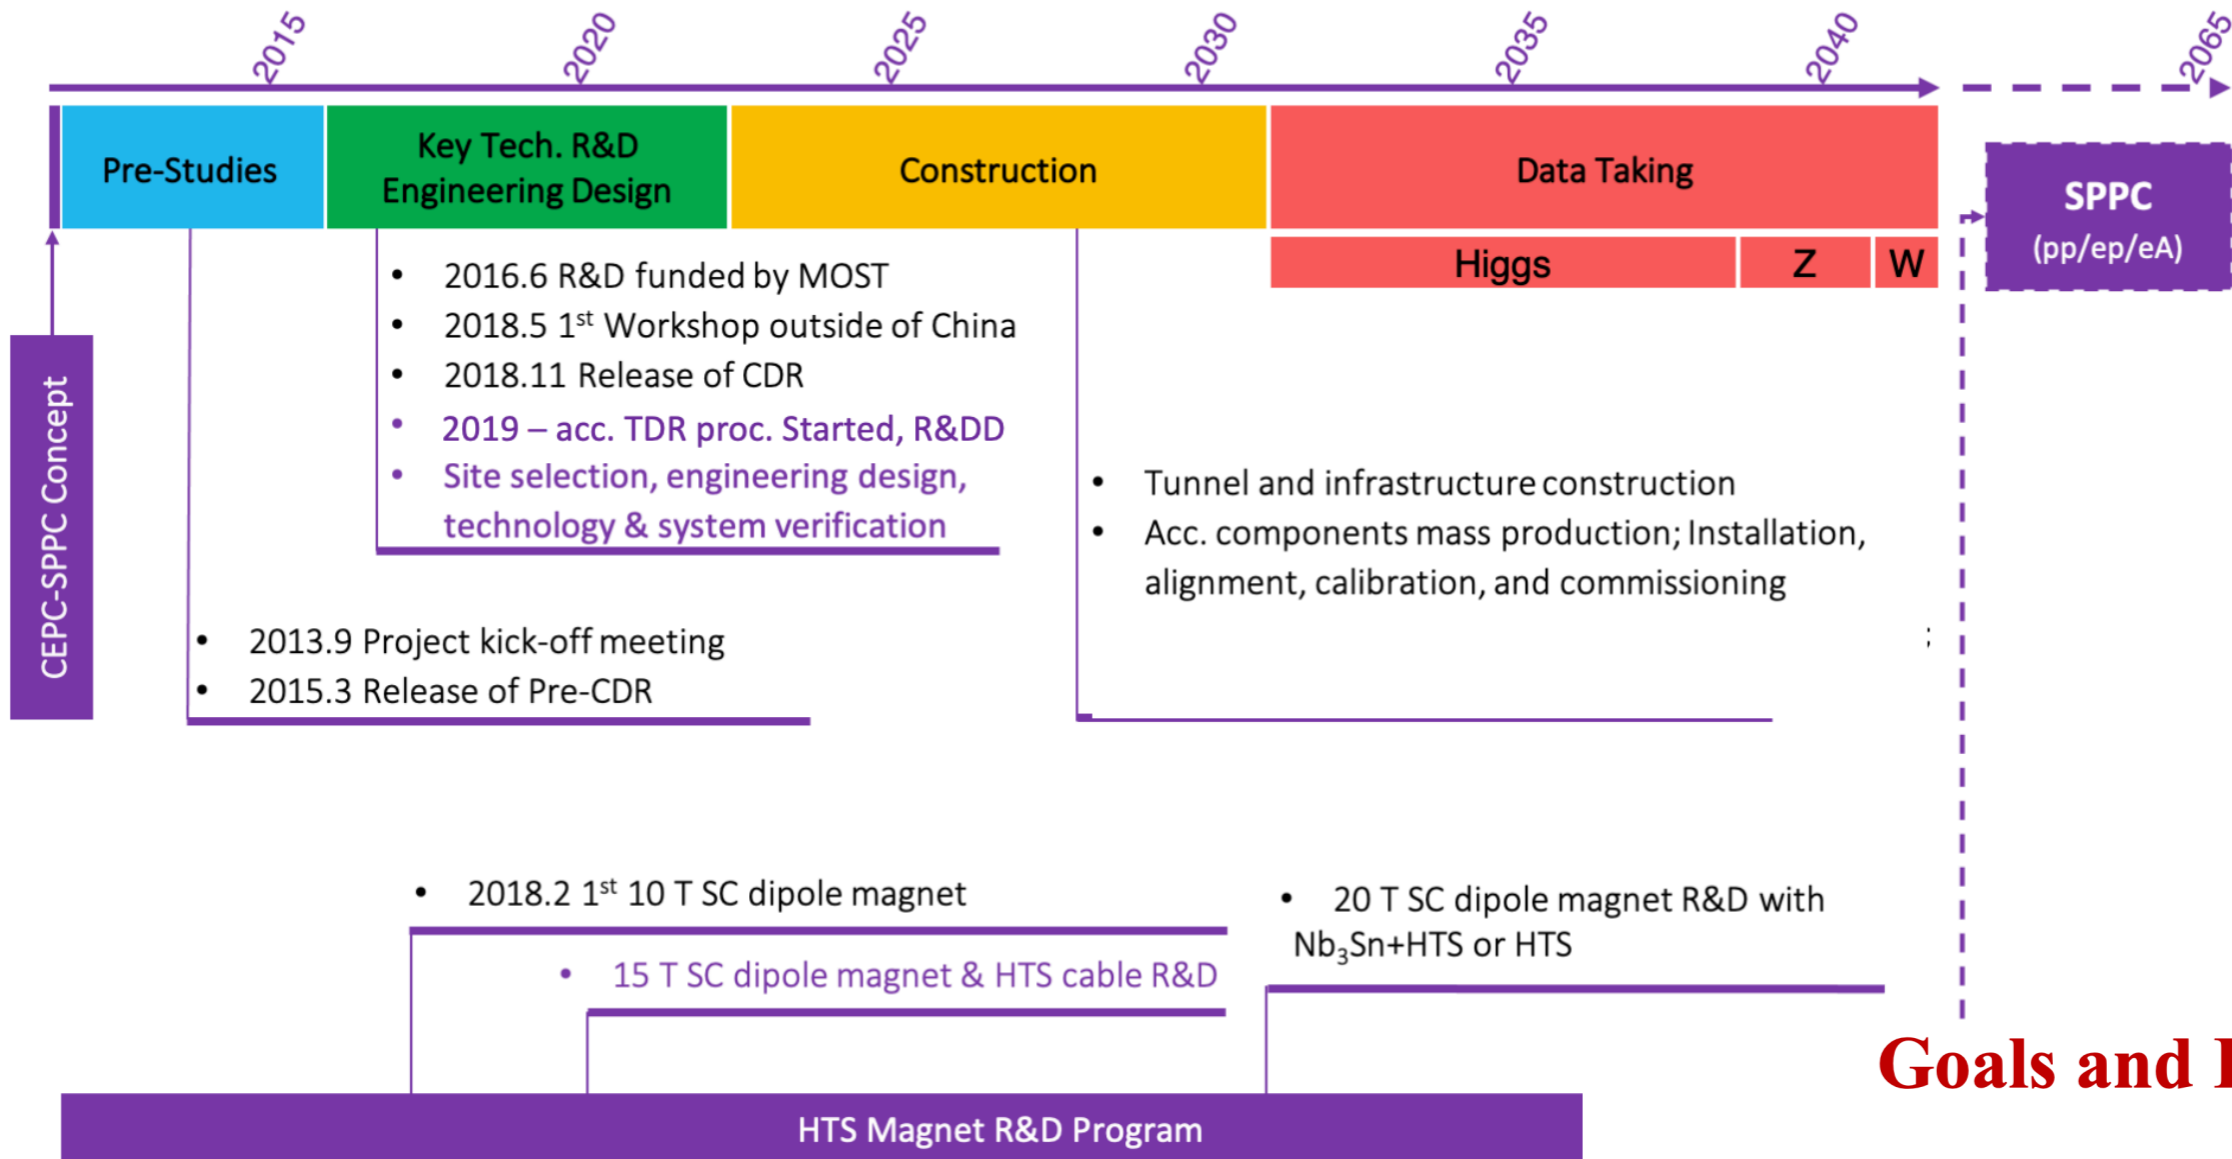 2015
2020
2025
2030
2035
2040
2065
Pre-Studies
Key Tech. R&D
Engineering Design
Construction
Data Taking
Higgs
Z
W
SPPC
(pp/ep/eA)
CEPC-SPPC Concept
• 2016.6 R&D funded by MOST
• 2018.5 1st Workshop outside of China
• 2018.11 Release of CDR
• 2019 – acc. TDR proc. Started, R&DD
• Site selection, engineering design,
technology & system verification
• Tunnel and infrastructure construction
• Acc. components mass production; Installation,
alignment, calibration, and commissioning
;
• 2013.9 Project kick-off meeting
• 2015.3 Release of Pre-CDR
• 2018.2 1st 10 T SC dipole magnet
• 15 T SC dipole magnet & HTS cable R&D
• 20 T SC dipole magnet R&D with
Nb₃Sn+HTS or HTS
Goals and
HTS Magnet R&D Program